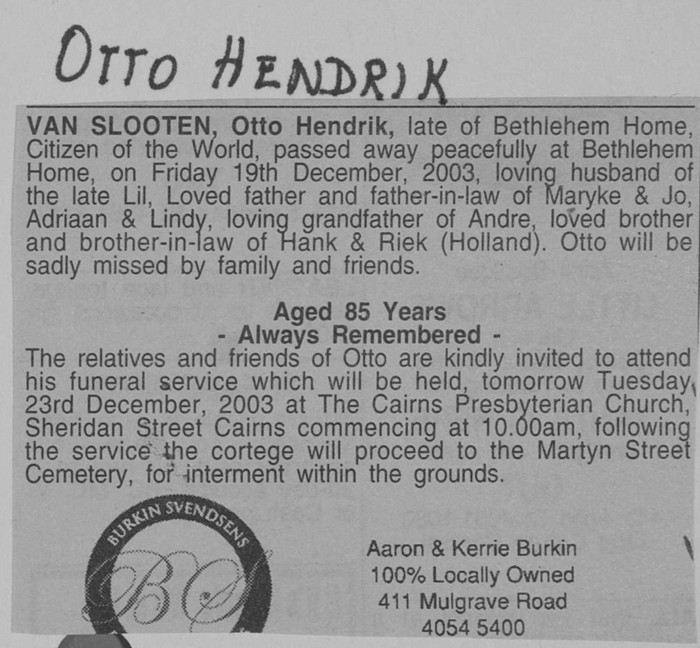 OTTO HENDRIK
VAN SLOOTEN, Otto Hendrik, late of Bethlehem Home,
Citizen of the World, passed away peacefully at Bethlehem
Home, on Friday 19th December, 2003, loving husband of
the late Lil, Loved father and father-in-law of Maryke & Jo,
Adriaan & Lindy, loving grandfather of Andre, loved brother
and brother-in-law of Hank & Riek (Holland). Otto will be
sadly missed by family and friends.
Aged 85 Years
- Always Remembered -
The relatives and friends of Otto are kindly invited to attend
his funeral service which will be held, tomorrow Tuesday,
23rd December, 2003 at The Cairns Presbyterian Church,
Sheridan Street Cairns commencing at 10.00am, following
the service the cortege will proceed to the Martyn Street
Cemetery, for interment within the grounds.
BURKIN SVENDSENS
BS
Aaron & Kerrie Burkin
100% Locally Owned
411 Mulgrave Road
4054 5400